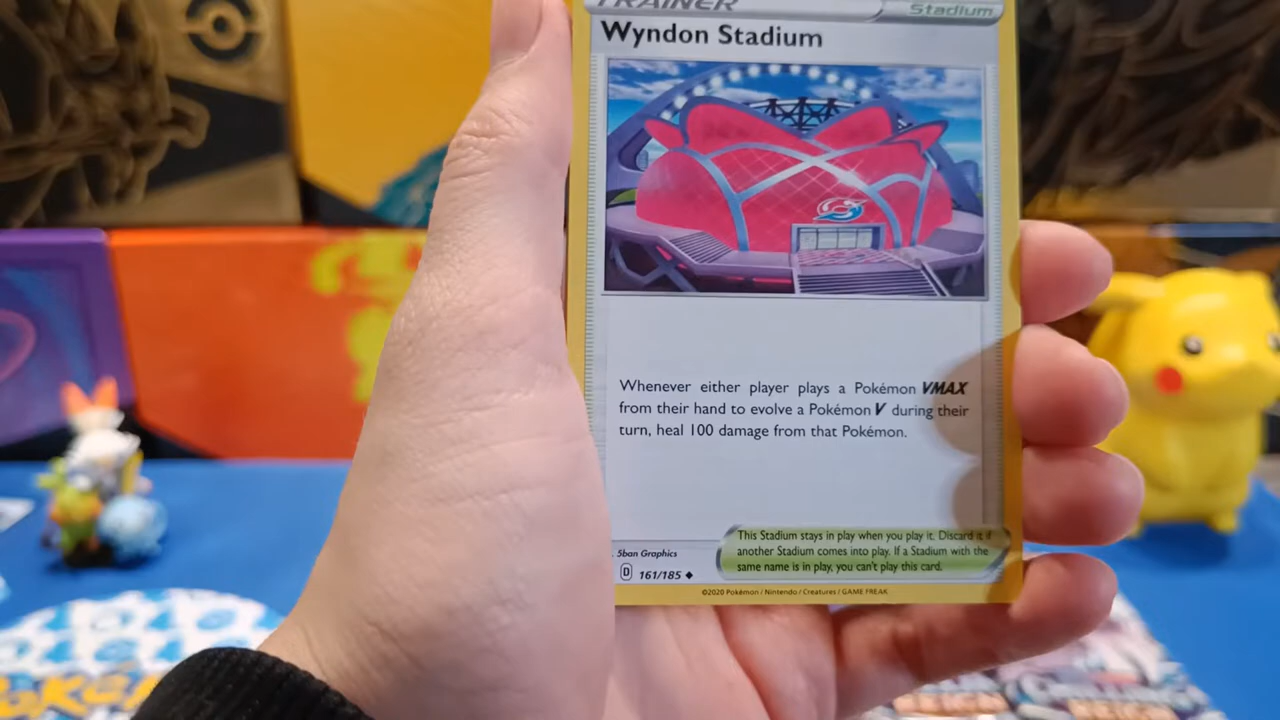 TRAINER
Stadium
Wyndon Stadium
Whenever either player plays a Pokémon VMAX
from their hand to evolve a Pokémon V during their
turn, heal 100 damage from that Pokémon.
This Stadium stays in play when you play it. Discard it if
another Stadium comes into play. If a Stadium with the
same name is in play, you can't play this card.
. 5ban Graphics
D 161/185
©2020 Pokémon / Nintendo / Creatures / GAME FREAK
POKÉM
REIGN